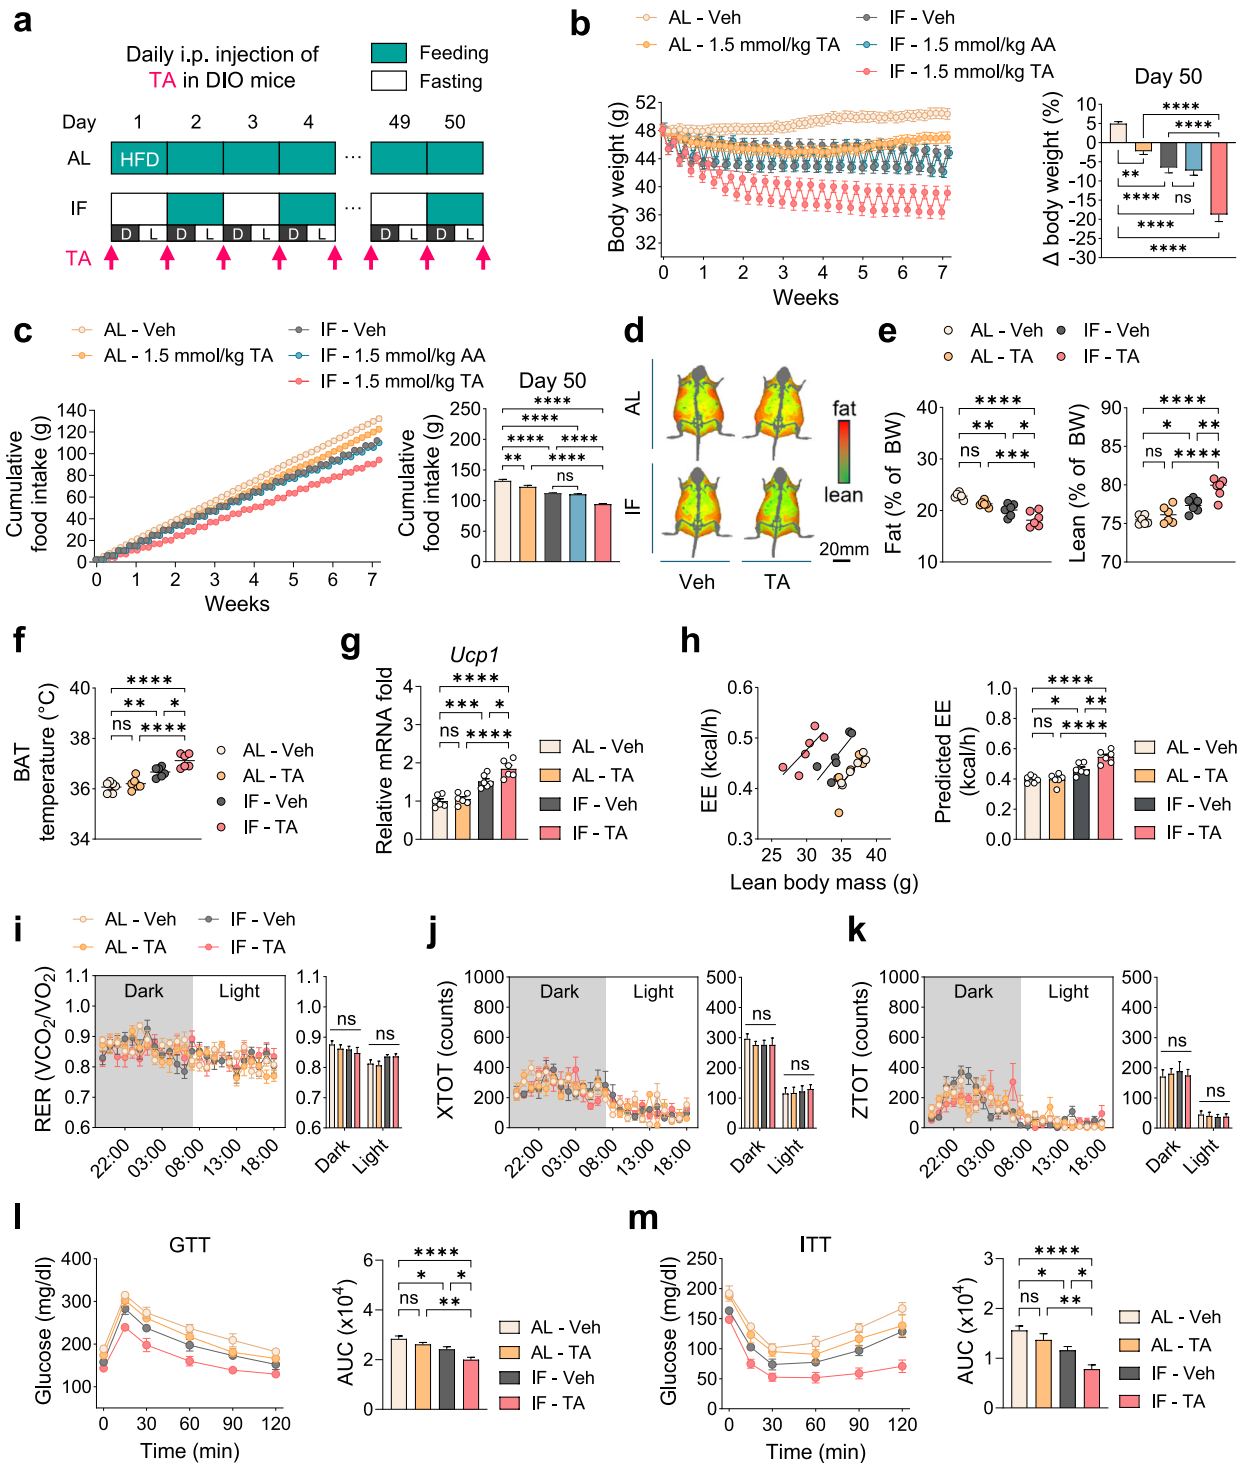 a
Daily i.p. injection of
TA in DIO mice
Feeding
Fasting
Day 1 2 3 4 49 50
AL HFD ...
IF ...
D L D L D L D L D L D L
TA
b
AL - Veh
AL - 1.5 mmol/kg TA
IF - Veh
IF - 1.5 mmol/kg AA
IF - 1.5 mmol/kg TA
Body weight (g)
52
48
44
40
36
30
0 1 2 3 4 5 6 7
Weeks
Day 50
Δ body weight (%)
10
5
0
-5
-10
-15
-20
-25
-30
****
****
**
ns
****
****
****
c
AL - Veh
AL - 1.5 mmol/kg TA
IF - Veh
IF - 1.5 mmol/kg AA
IF - 1.5 mmol/kg TA
Cumulative
food intake (g)
140
120
100
80
60
40
20
0
0 1 2 3 4 5 6 7
Weeks
Day 50
Cumulative
food intake (g)
250
200
150
100
50
0
****
****
**** ****
** ****
ns
d
AL
IF
Veh TA
fat
lean
20mm
e
AL - Veh
AL - TA
IF - Veh
IF - TA
Fat (% of BW)
40
30
20
10
****
** *
ns ***
Lean (% of BW)
90
85
80
75
70
****
* **
ns ****
f
BAT
temperature (°C)
40
38
36
34
****
** *
ns ****
AL - Veh
AL - TA
IF - Veh
IF - TA
g
Ucp1
Relative mRNA fold
4
3
2
1
0
****
*** *
ns ****
AL - Veh
AL - TA
IF - Veh
IF - TA
h
EE (kcal/h)
0.6
0.5
0.4
0.3
25 30 35 40
Lean body mass (g)
Predicted EE
(kcal/h)
1.0
0.8
0.6
0.4
0.2
0.0
****
* **
ns ****
AL - Veh
AL - TA
IF - Veh
IF - TA
i
AL - Veh
AL - TA
IF - Veh
IF - TA
RER (VCO2/VO2)
1.1
1.0
0.9
0.8
0.7
0.6
Dark Light
22:00 03:00 08:00 13:00 18:00
1.1
1.0
0.9
0.8
0.7
0.6
ns ns
Dark Light
j
XTOT (counts)
1000
800
600
400
200
0
Dark Light
22:00 03:00 08:00 13:00 18:00
500
400
300
200
100
0
ns
ns
Dark Light
k
ZTOT (counts)
1000
800
600
400
200
0
Dark Light
22:00 03:00 08:00 13:00 18:00
500
400
300
200
100
0
ns
ns
Dark Light
l
GTT
Glucose (mg/dl)
400
300
200
100
0 30 60 90 120
Time (min)
AUC (x10⁴)
6
4
2
0
****
* *
ns **
AL - Veh
AL - TA
IF - Veh
IF - TA
m
ITT
Glucose (mg/dl)
250
200
150
100
50
0
0 30 60 90 120
Time (min)
AUC (x10⁴)
3
2
1
0
****
* *
ns **
AL - Veh
AL - TA
IF - Veh
IF - TA